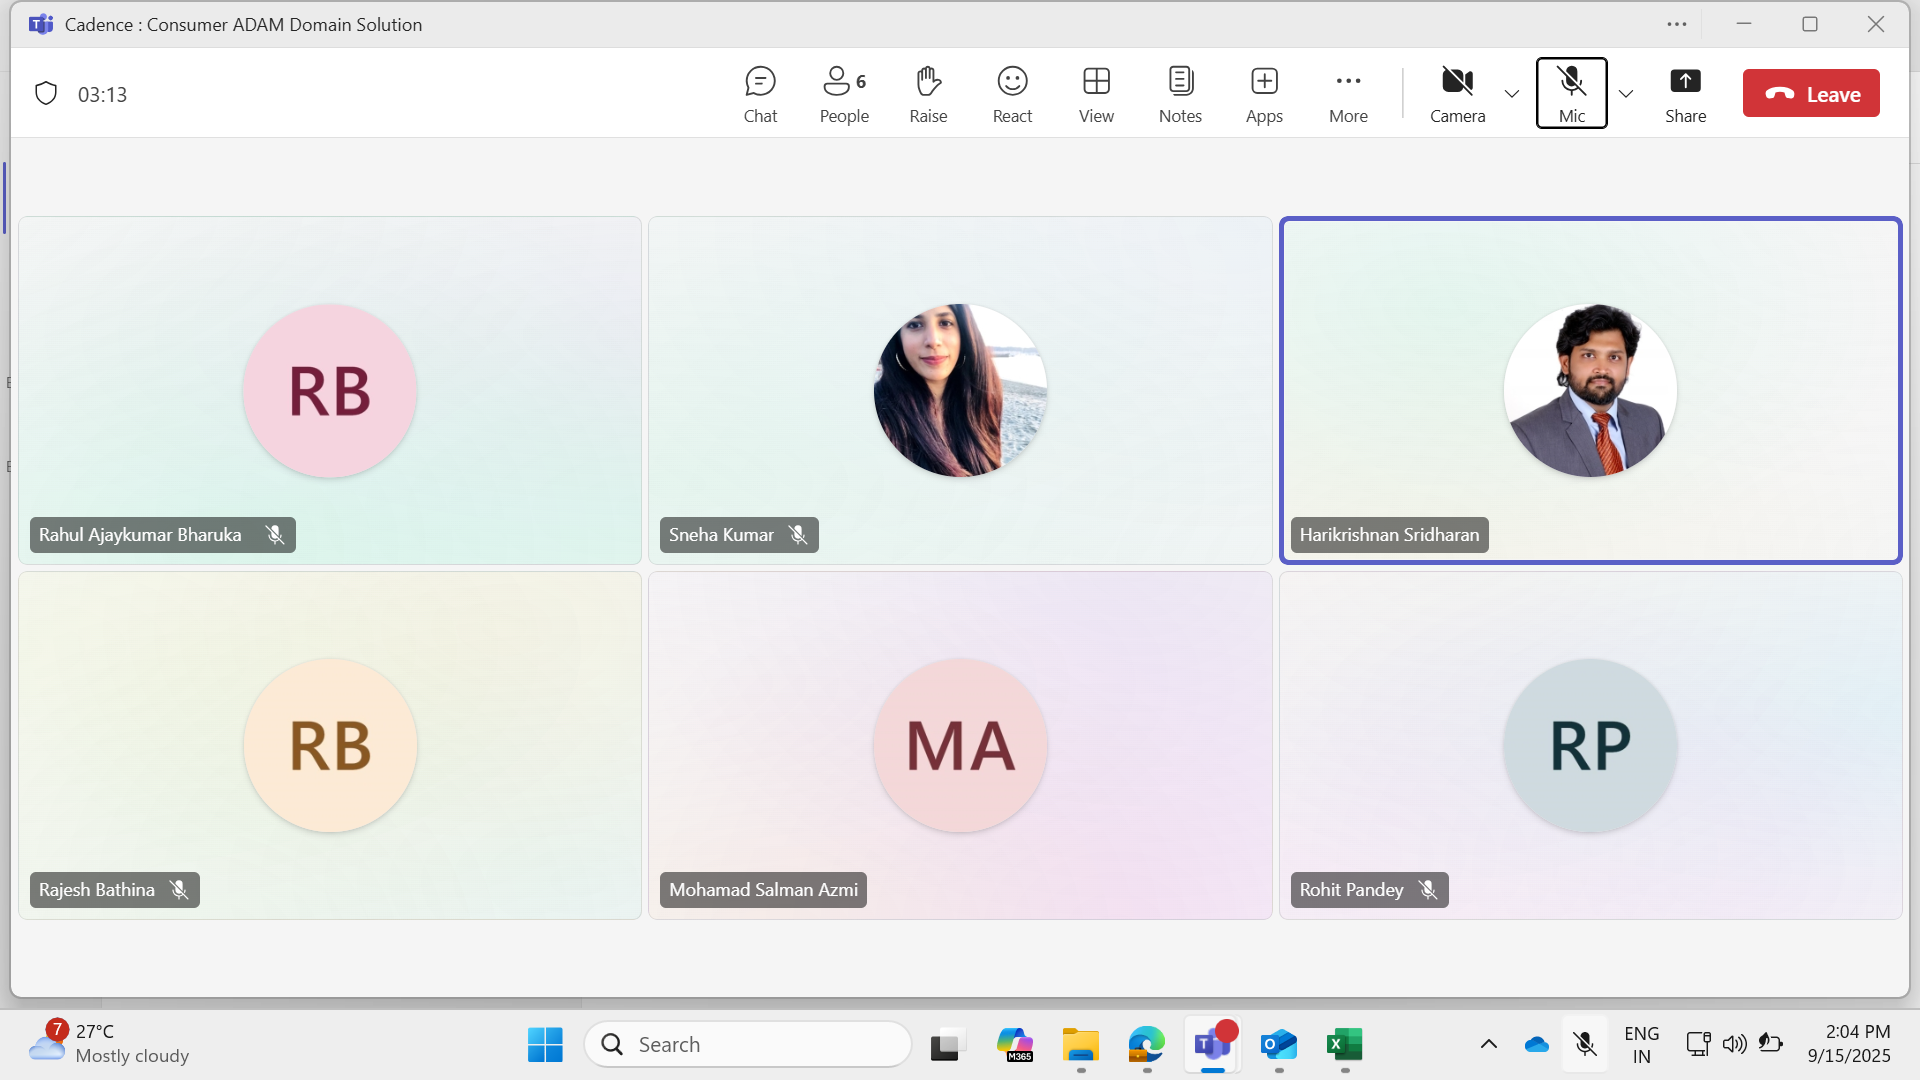 Cadence : Consumer ADAM Domain Solution
03:13
Chat
People 6
Raise
React
View
Notes
Apps
More
Camera
Mic
Share
Leave
RB
Rahul Ajaykumar Bharuka
Sneha Kumar
Harikrishnan Sridharan
RB
Rajesh Bathina
MA
Mohamad Salman Azmi
RP
Rohit Pandey
7
27°C
Mostly cloudy
Search
M365
ENG
IN
2:04 PM
9/15/2025